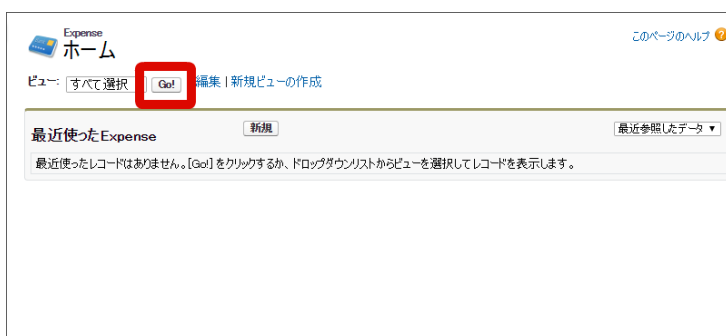 Expense
ホーム
このページのヘルプ ?
ビュー: すべて選択 Go! 編集 | 新規ビューの作成
最近使ったExpense 新規 最近参照したデータ ▼
最近使ったレコードはありません。[Go!] をクリックするか、ドロップダウンリストからビューを選択してレコードを表示します。